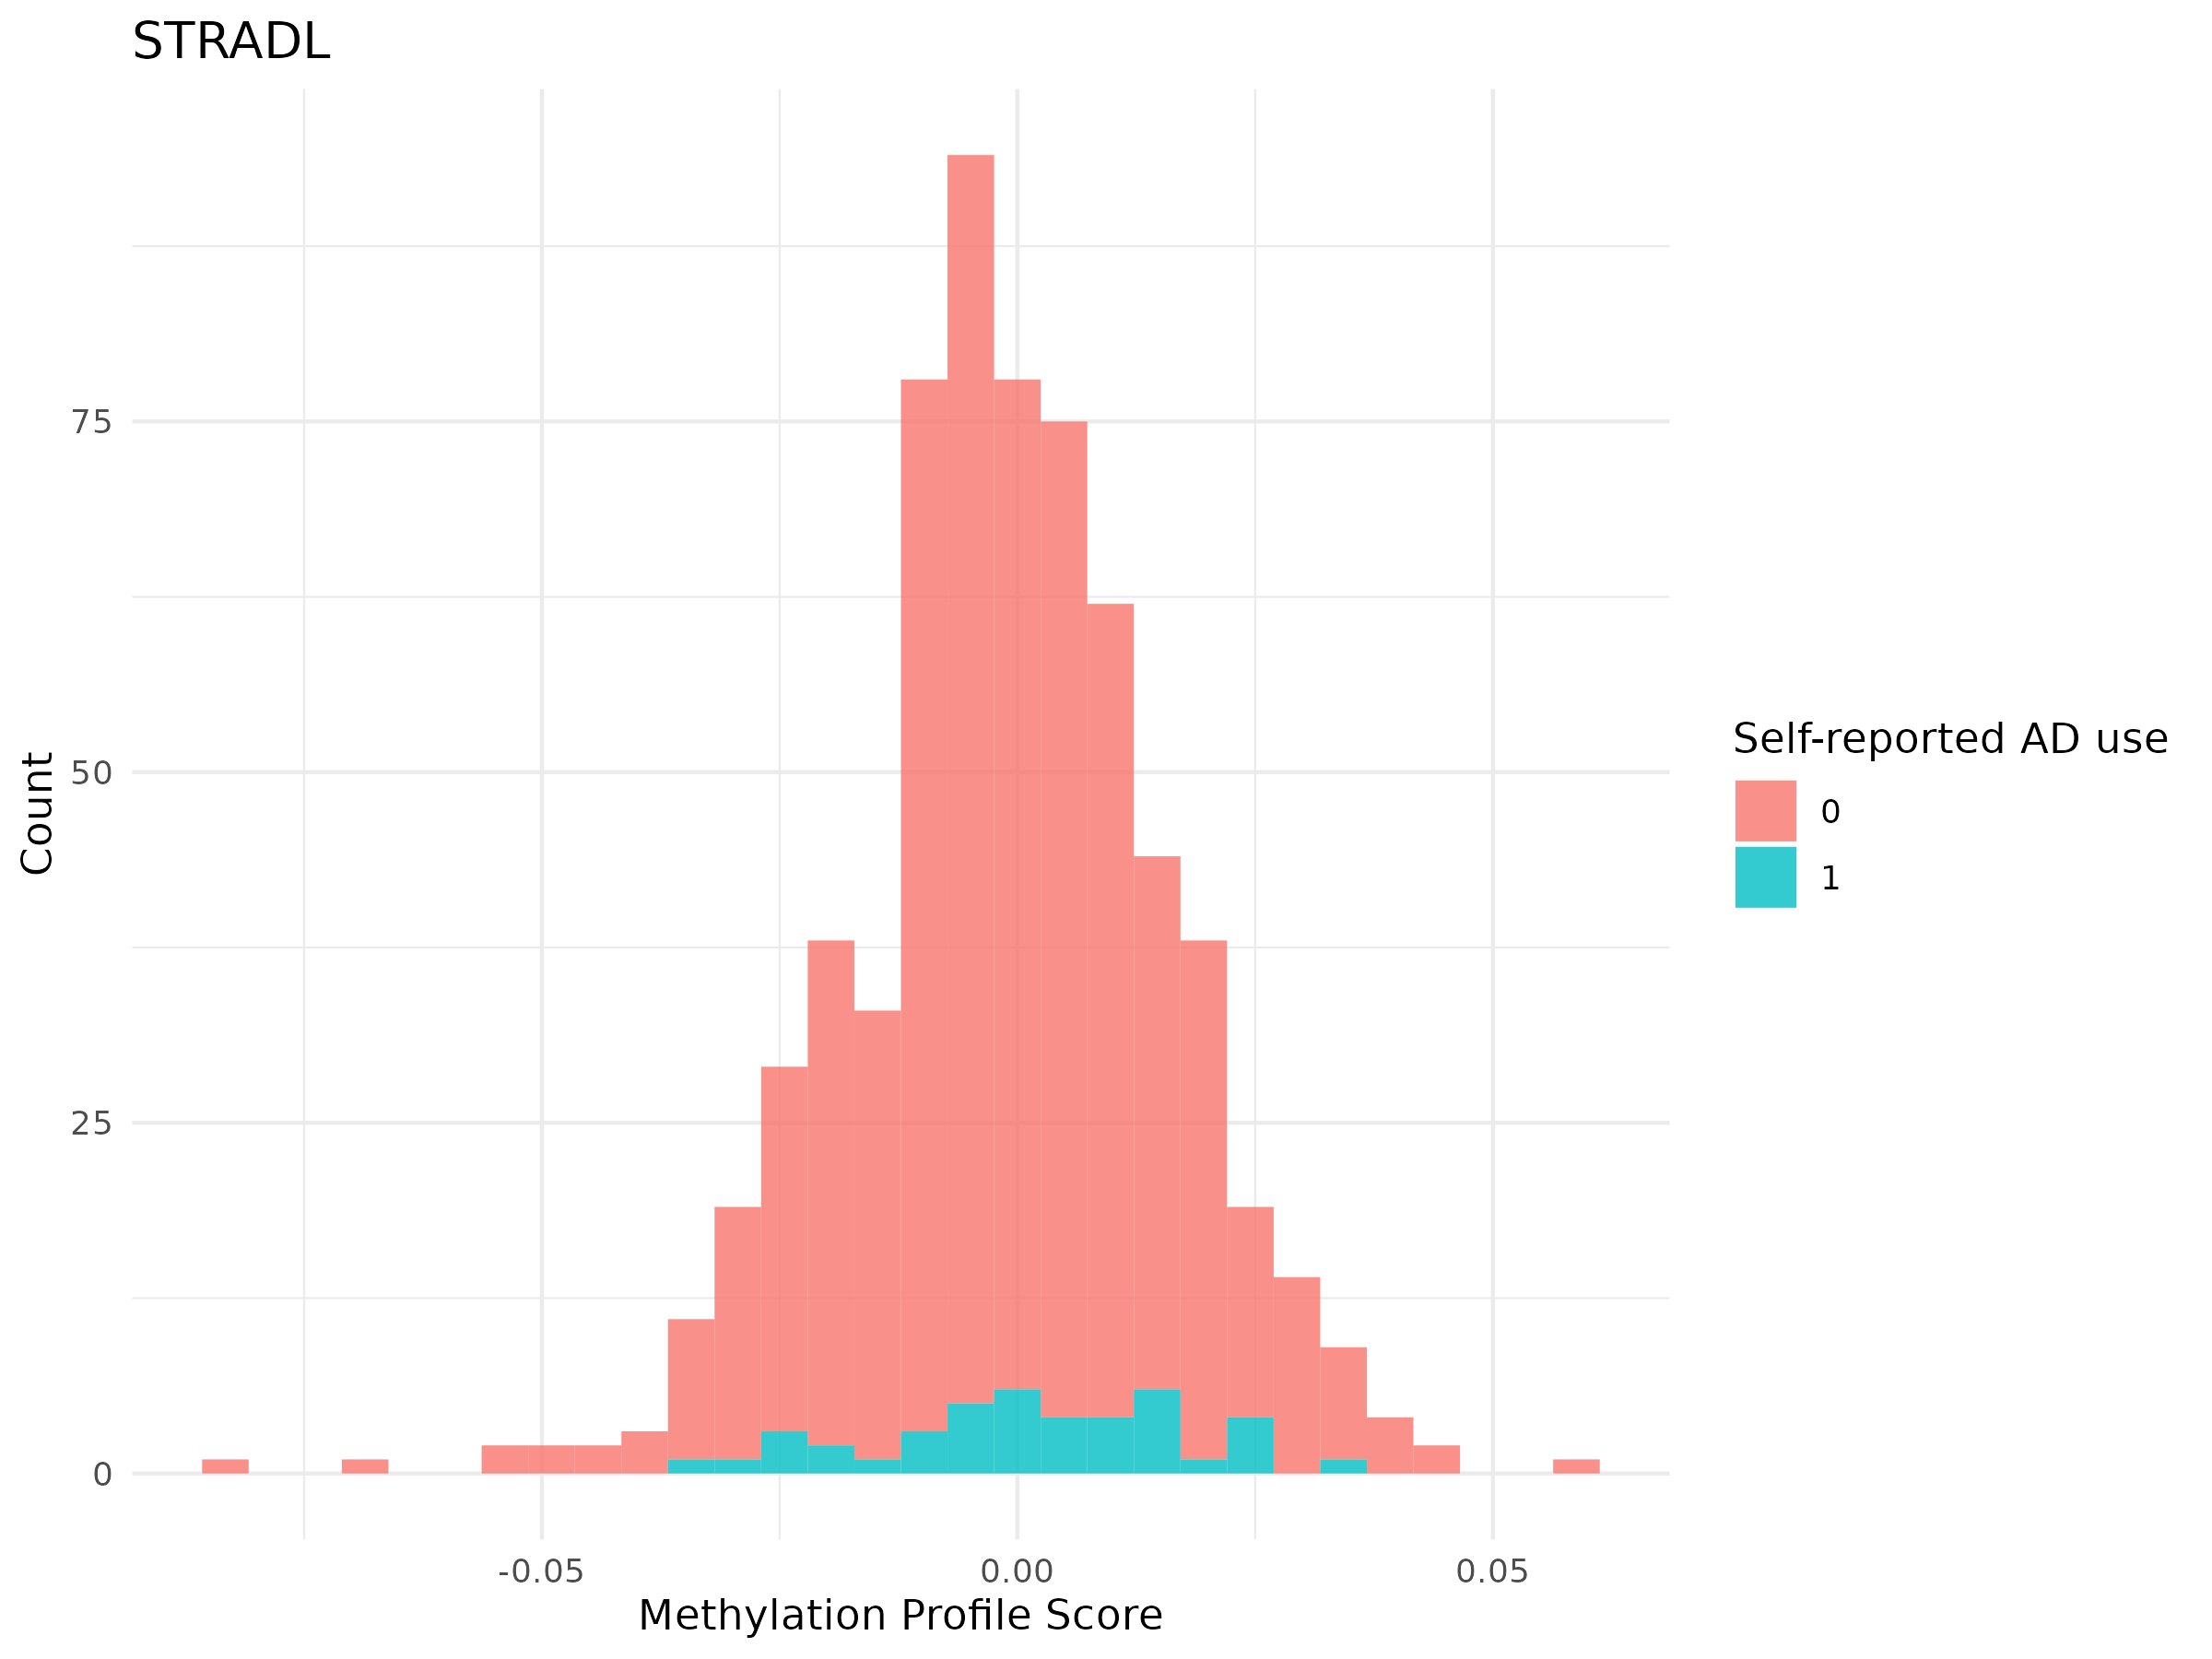 STRADL
Count
75
50
25
0
-0.05
0.00
0.05
Methylation Profile Score
Self-reported AD use
0
1